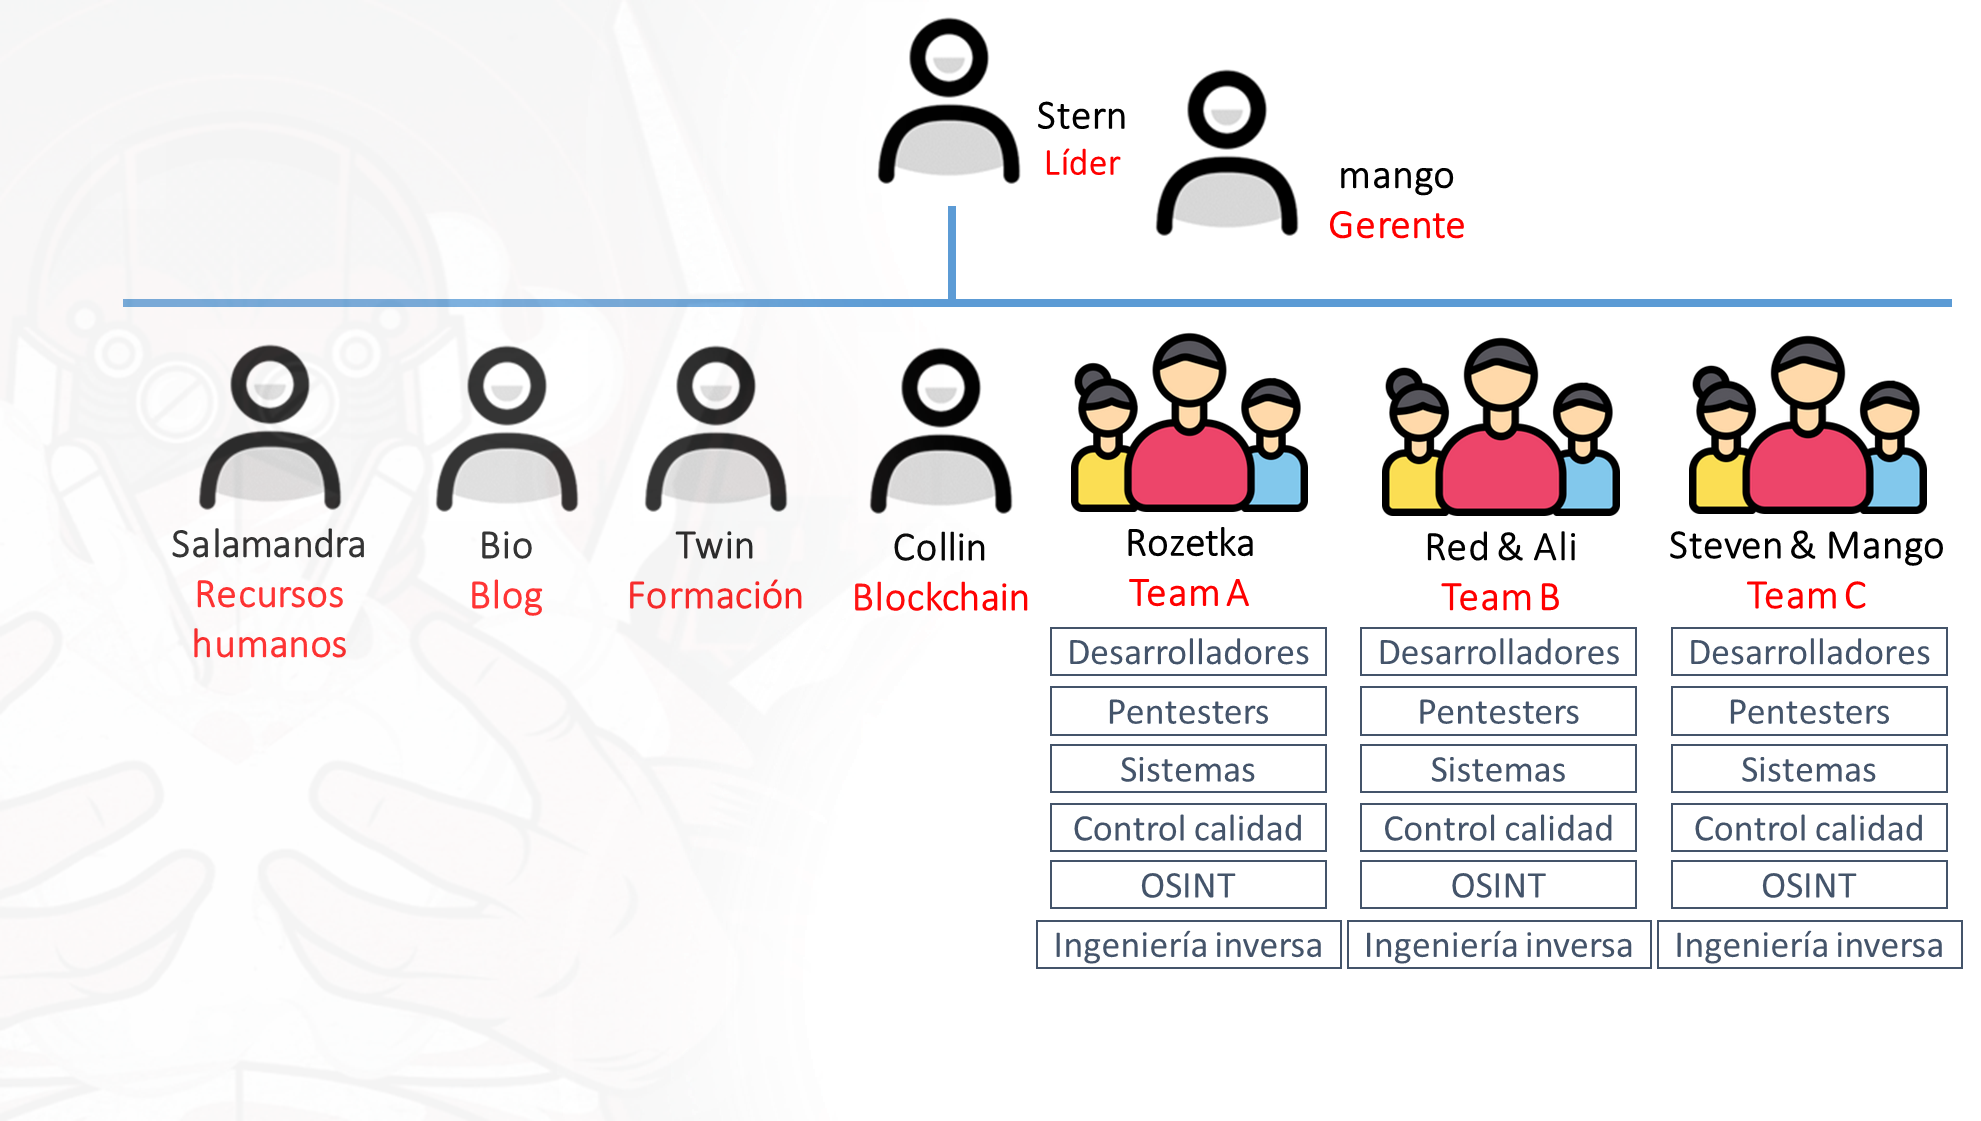 Stern
Líder
mango
Gerente
Salamandra
Recursos
humanos
Bio
Blog
Twin
Formación
Collin
Blockchain
Rozetka
Team A
Desarrolladores
Pentesters
Sistemas
Control calidad
OSINT
Ingeniería inversa
Red & Ali
Team B
Desarrolladores
Pentesters
Sistemas
Control calidad
OSINT
Ingeniería inversa
Steven & Mango
Team C
Desarrolladores
Pentesters
Sistemas
Control calidad
OSINT
Ingeniería inversa